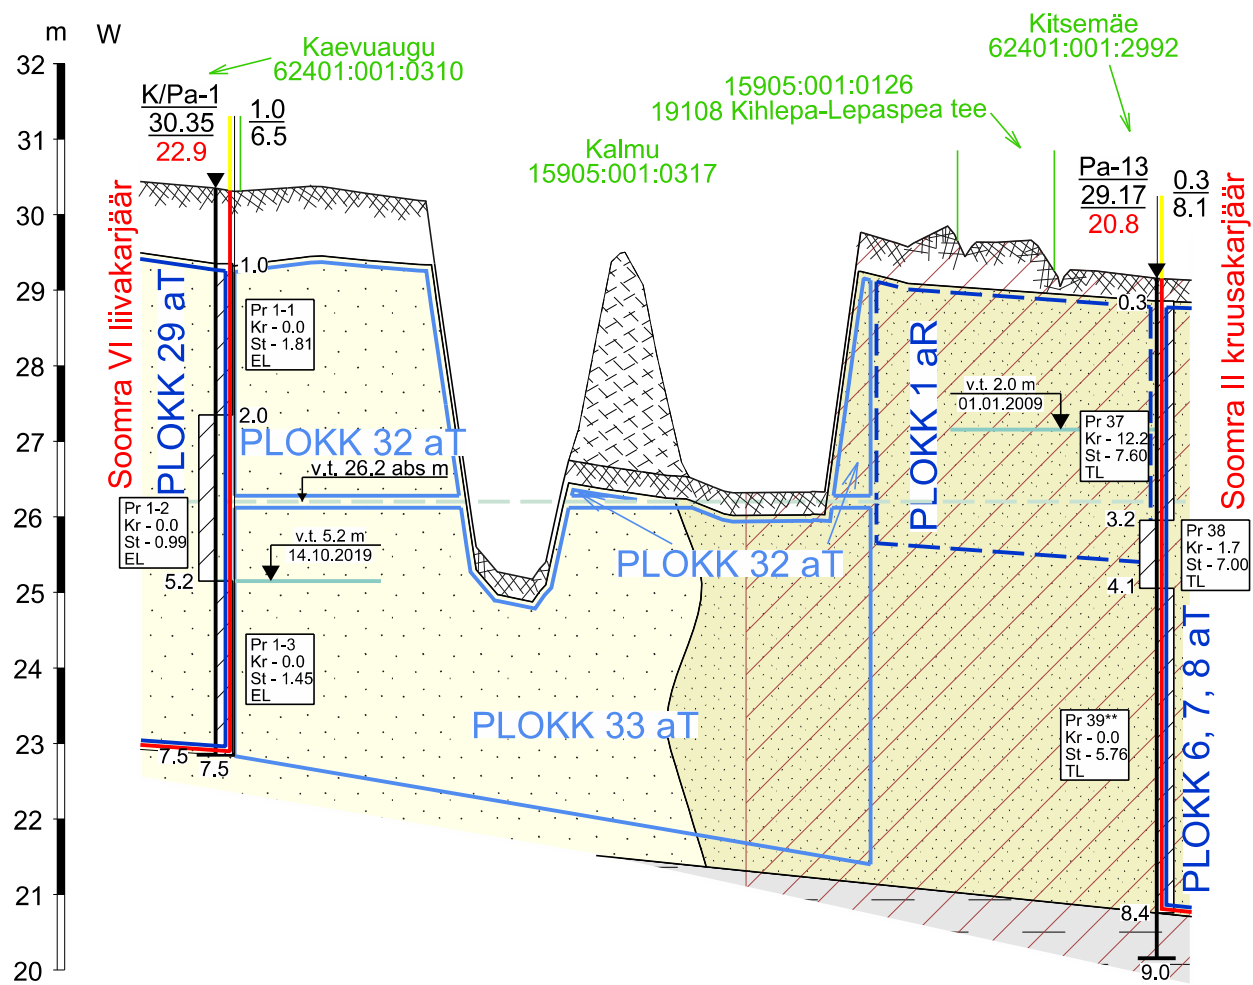 m W
Kaevuaugu
62401:001:0310
Kitsemäe
62401:001:2992
15905:001:0126
19108 Kihlepa-Lepaspea tee
Kalmu
15905:001:0317
K/Pa-1
30.35
22.9
1.0
6.5
Pa-13
29.17
20.8
0.3
8.1
32
31
30
29
28
27
26
25
24
23
22
21
20
Soomra VI liivakarjäär
PLOKK 29 aT
1.0
Pr 1-1
Kr - 0.0
St - 1.81
EL
2.0
PLOKK 32 aT
v.t. 26.2 abs m
Pr 1-2
Kr - 0.0
St - 0.99
EL
v.t. 5.2 m
14.10.2019
5.2
Pr 1-3
Kr - 0.0
St - 1.45
EL
7.5
7.5
PLOKK 33 aT
PLOKK 32 aT
PLOKK 1 aR
v.t. 2.0 m
01.01.2009
0.3
Pr 37
Kr - 12.2
St - 7.60
TL
3.2
Pr 38
Kr - 1.7
St - 7.00
TL
4.1
Pr 39**
Kr - 0.0
St - 5.76
TL
8.4
9.0
PLOKK 6, 7, 8 aT
Soomra II kruusakarjäär